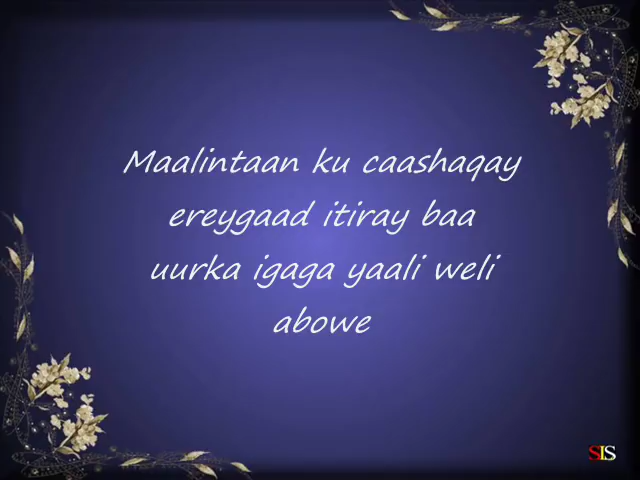 Maalintaan ku caashaqay
ereygaad itiray baa
uurka igaga yaali weli
abowe
SIS